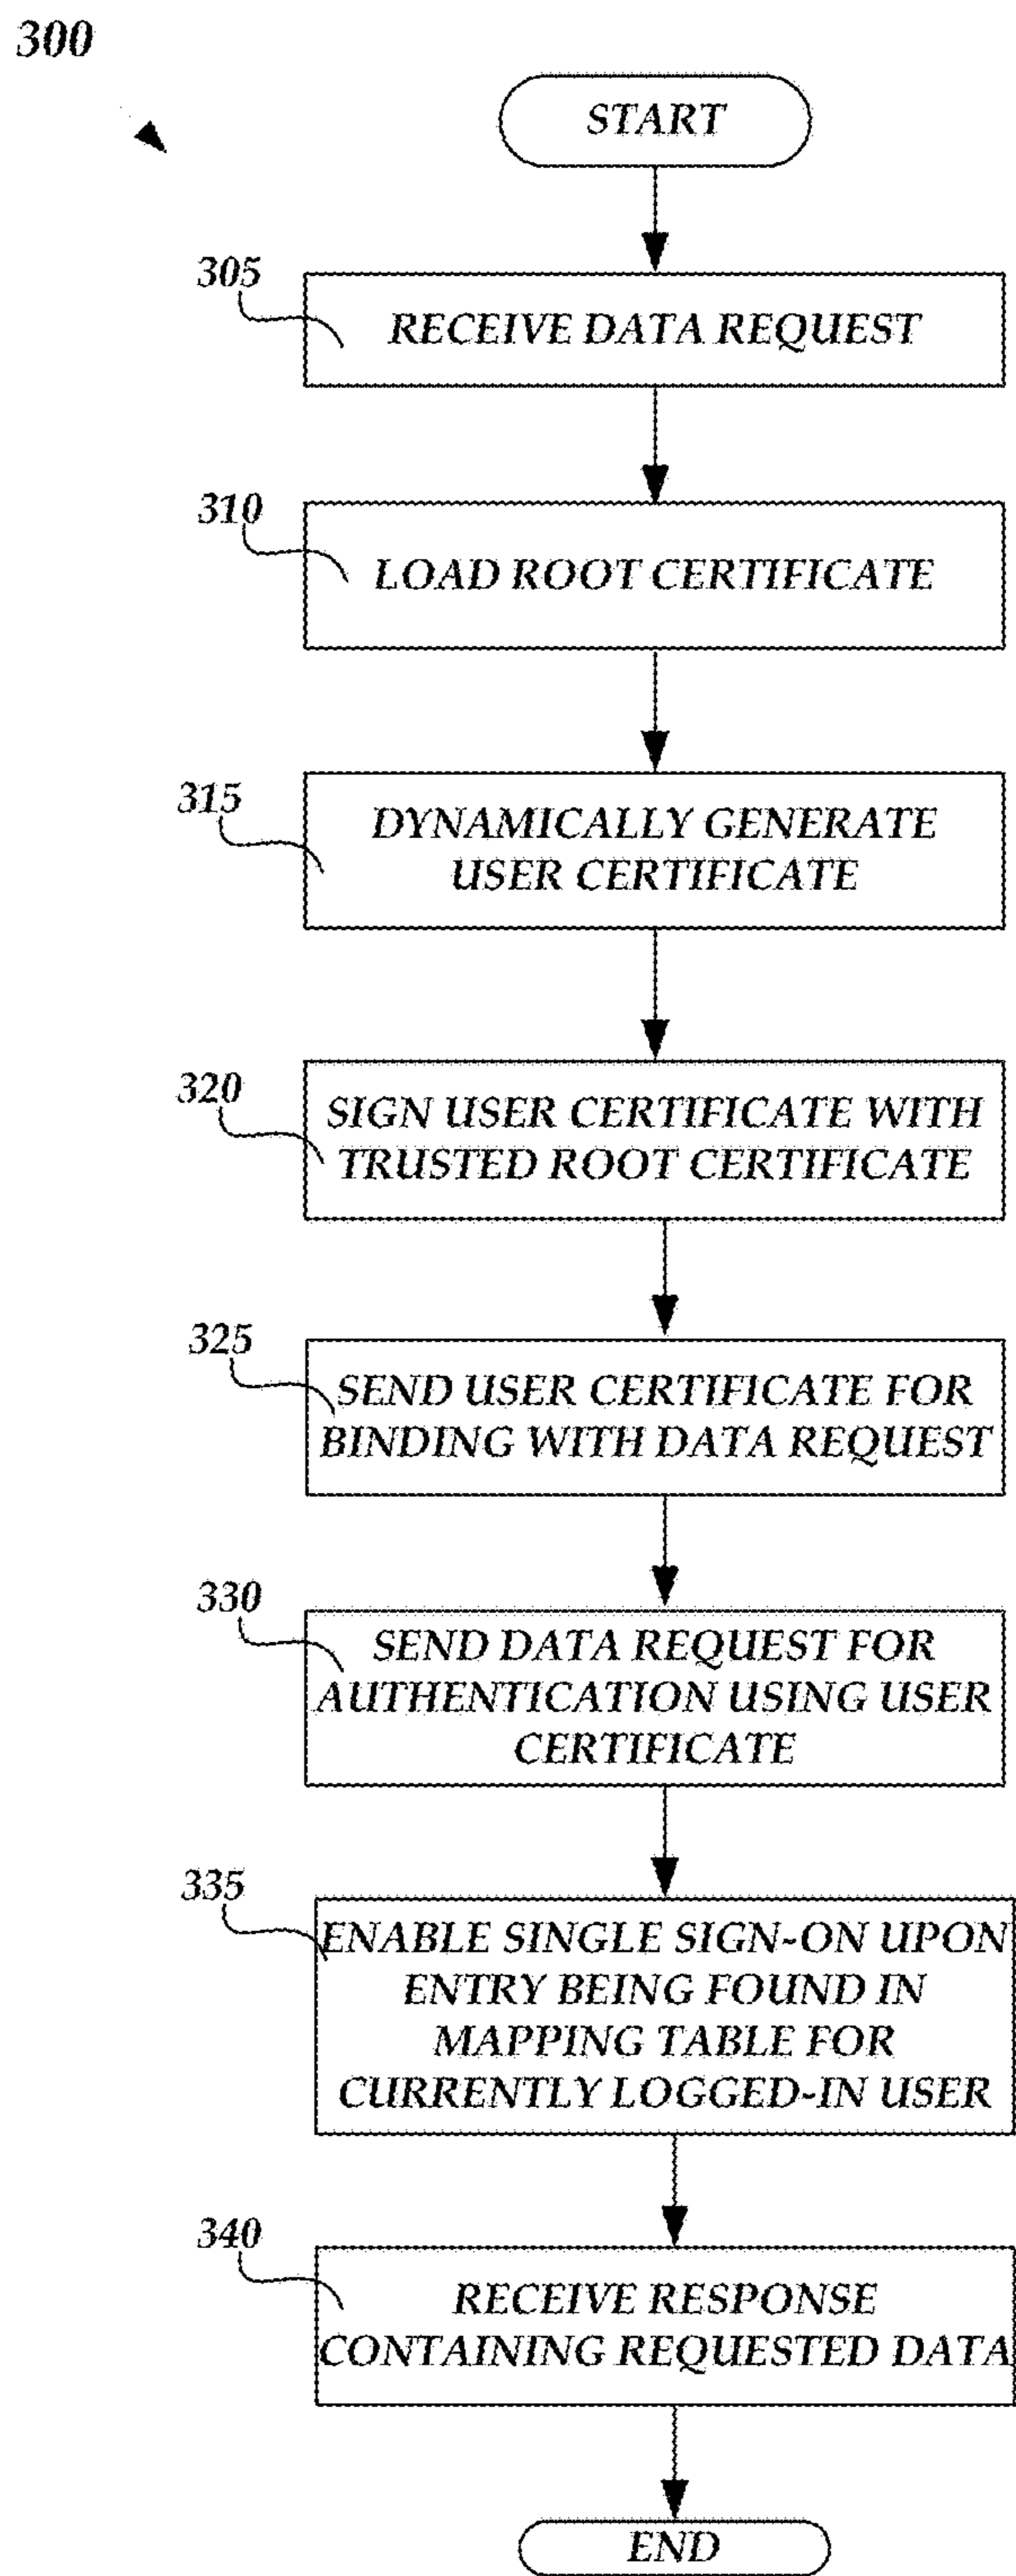 300
START
305
RECEIVE DATA REQUEST
310
LOAD ROOT CERTIFICATE
315
DYNAMICALLY GENERATE
USER CERTIFICATE
320
SIGN USER CERTIFICATE WITH
TRUSTED ROOT CERTIFICATE
325
SEND USER CERTIFICATE FOR
BINDING WITH DATA REQUEST
330
SEND DATA REQUEST FOR
AUTHENTICATION USING USER
CERTIFICATE
335
ENABLE SINGLE SIGN-ON UPON
ENTRY BEING FOUND IN
MAPPING TABLE FOR
CURRENTLY LOGGED-IN USER
340
RECEIVE RESPONSE
CONTAINING REQUESTED DATA
END